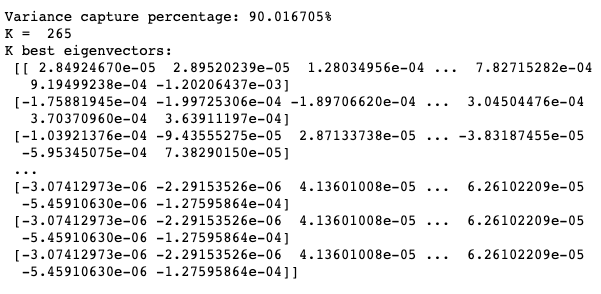 Variance capture percentage: 90.016705%
K =  265
K best eigenvectors:
[[ 2.84924670e-05  2.89520239e-05  1.28034956e-04 ...  7.82715282e-04
9.19499238e-04 -1.20206437e-03]
[-1.75881945e-04 -1.99725306e-04 -1.89706620e-04 ...  3.04504476e-04
3.70370960e-04  3.63911197e-04]
[-1.03921376e-04 -9.43555275e-05  2.87133738e-05 ... -3.83187455e-05
-5.95345075e-04  7.38290150e-05]
...
[-3.07412973e-06 -2.29153526e-06  4.13601008e-05 ...  6.26102209e-05
-5.45910630e-06 -1.27595864e-04]
[-3.07412973e-06 -2.29153526e-06  4.13601008e-05 ...  6.26102209e-05
-5.45910630e-06 -1.27595864e-04]
[-3.07412973e-06 -2.29153526e-06  4.13601008e-05 ...  6.26102209e-05
-5.45910630e-06 -1.27595864e-04]]